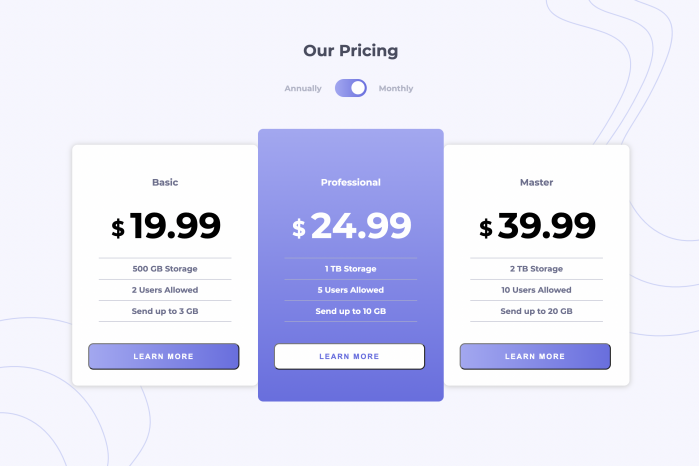 Our Pricing
Annually Monthly
Basic
$ 19.99
500 GB Storage
2 Users Allowed
Send up to 3 GB
LEARN MORE
Professional
$ 24.99
1 TB Storage
5 Users Allowed
Send up to 10 GB
LEARN MORE
Master
$ 39.99
2 TB Storage
10 Users Allowed
Send up to 20 GB
LEARN MORE